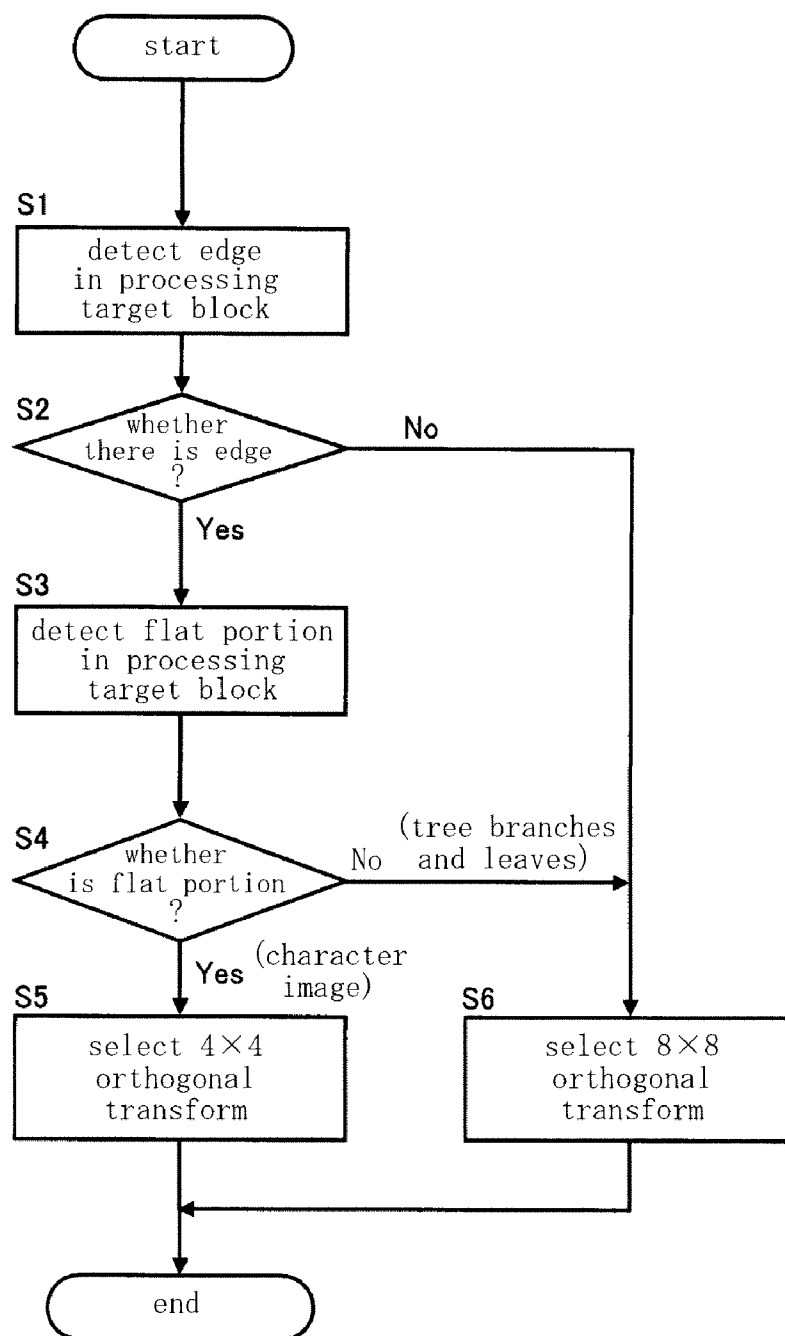 start
S1
detect edge
in processing
target block
S2
whether
there is edge
?
No
Yes
S3
detect flat portion
in processing
target block
S4
whether
is flat portion
?
No
(tree branches
and leaves)
Yes
(character
image)
S5
select 4×4
orthogonal
transform
S6
select 8×8
orthogonal
transform
end